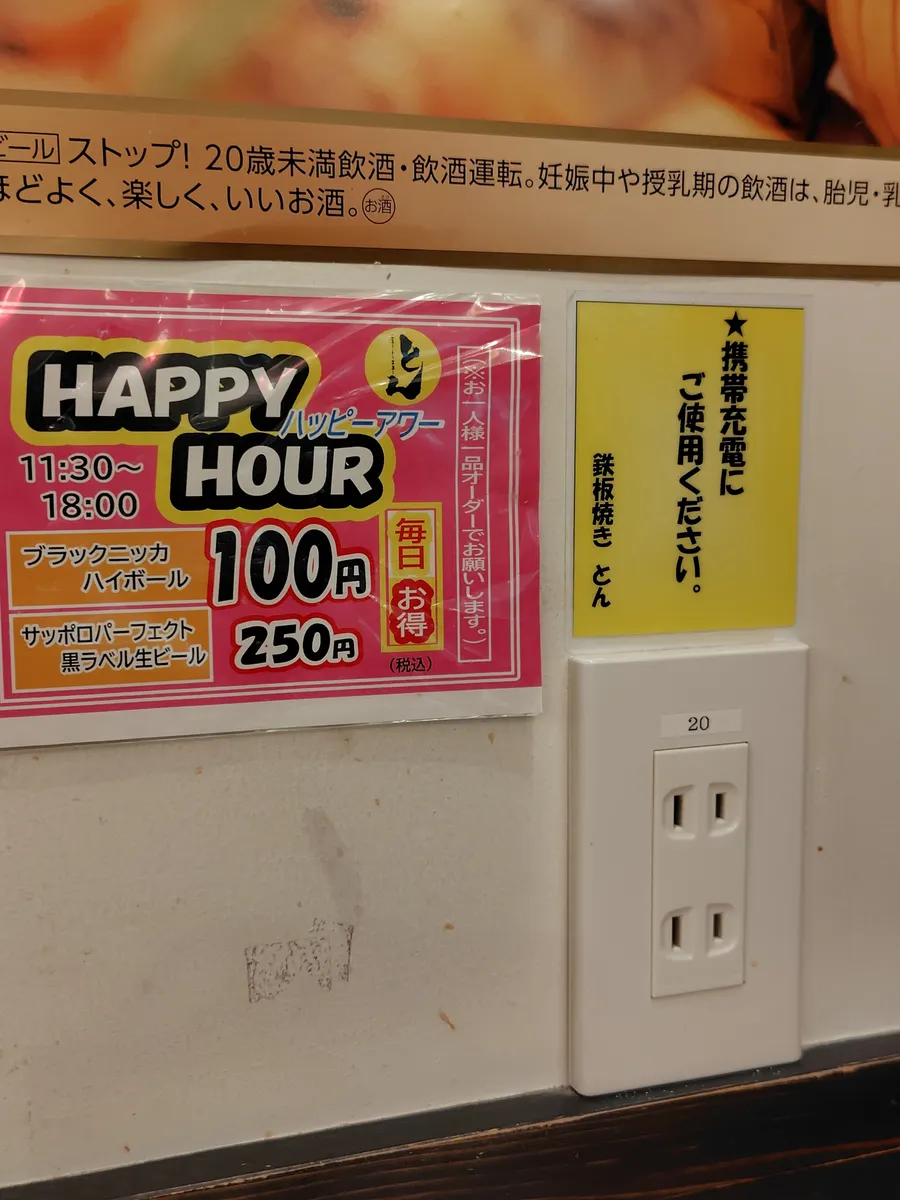 ビール ストップ! 20歳未満飲酒・飲酒運転。妊娠中や授乳期の飲酒は、胎児・乳
ほどよく、楽しく、いいお酒。 お酒
HAPPY
ハッピーアワー
HOUR
とん
11:30〜
18:00
ブラックニッカ
ハイボール
100円
サッポロパーフェクト
黒ラベル生ビール
250円
毎日
お得
(税込)
(※お一人様一品オーダーでお願いします。)
★携帯充電に
ご使用ください。
鉄板焼き とん
20